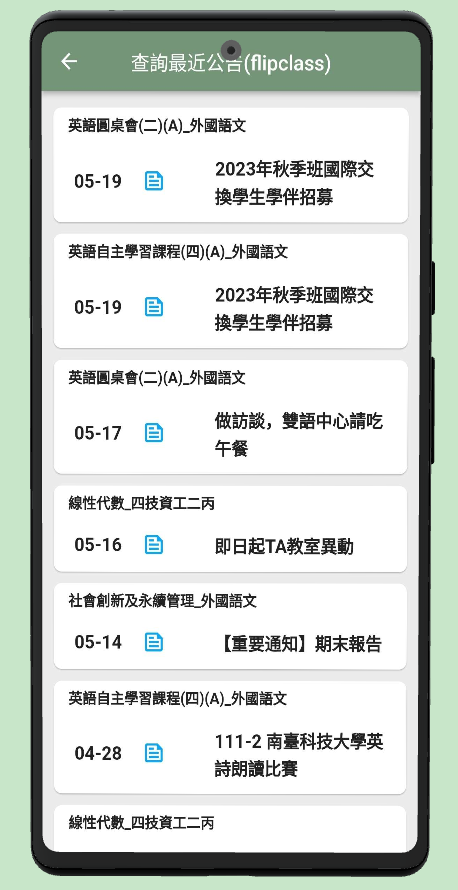 查詢最近公告(flipclass)
英語圓桌會(二)(A)_外國語文
05-19
2023年秋季班國際交
換學生學伴招募
英語自主學習課程(四)(A)_外國語文
05-19
2023年秋季班國際交
換學生學伴招募
英語圓桌會(二)(A)_外國語文
05-17
做訪談，雙語中心請吃
午餐
線性代數_四技資工二丙
05-16
即日起TA教室異動
社會創新及永續管理_外國語文
05-14
【重要通知】期末報告
英語自主學習課程(四)(A)_外國語文
04-28
111-2 南臺科技大學英
詩朗讀比賽
線性代數_四技資工二丙